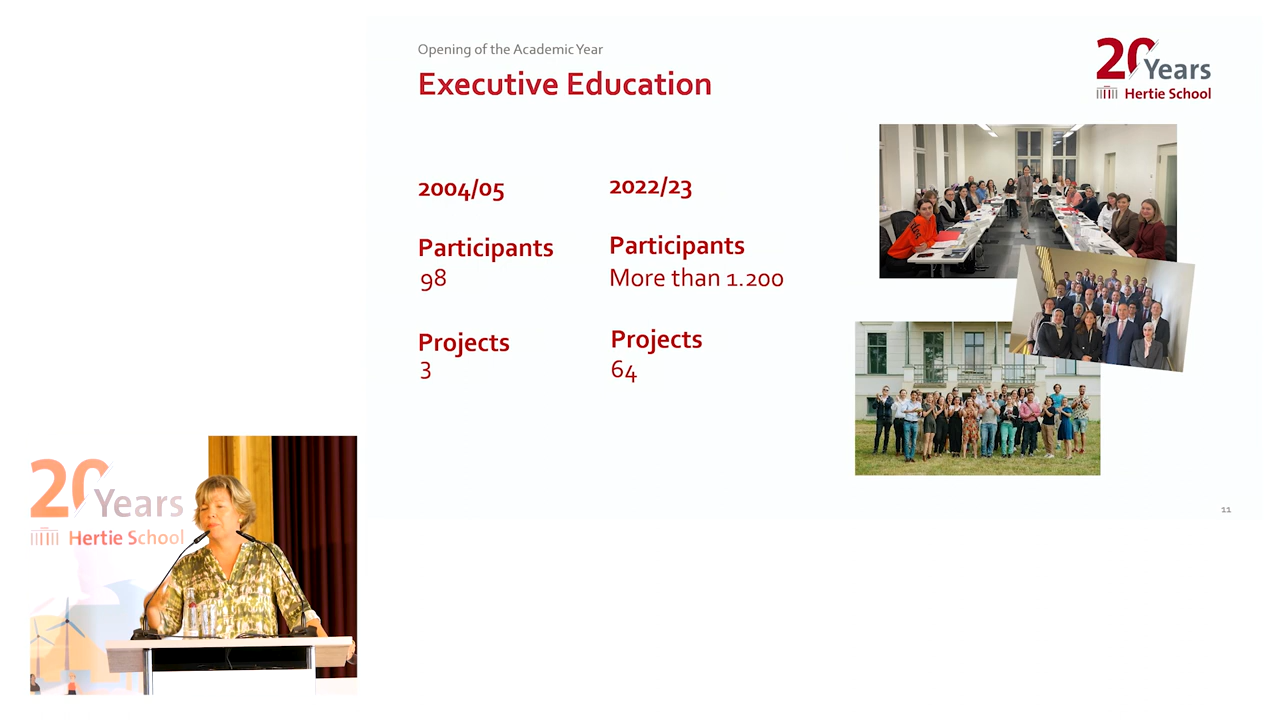 Opening of the Academic Year
Executive Education
20 Years
Hertie School
2004/05
2022/23
Participants
98
Participants
More than 1.200
Projects
3
Projects
64
11
20 Years
Hertie School